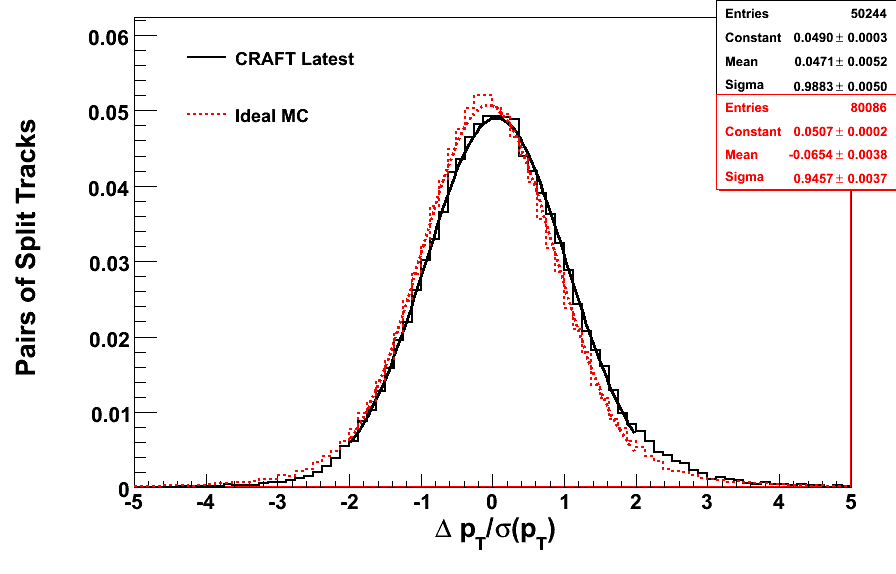 Entries 50244
Constant 0.0490 ± 0.0003
Mean 0.0471 ± 0.0052
Sigma 0.9883 ± 0.0050
Entries 80086
Constant 0.0507 ± 0.0002
Mean -0.0654 ± 0.0038
Sigma 0.9457 ± 0.0037
CRAFT Latest
Ideal MC
Pairs of Split Tracks
0.06
0.05
0.04
0.03
0.02
0.01
0
-5 -4 -3 -2 -1 0 1 2 3 4 5
Δ pT/σ(pT)